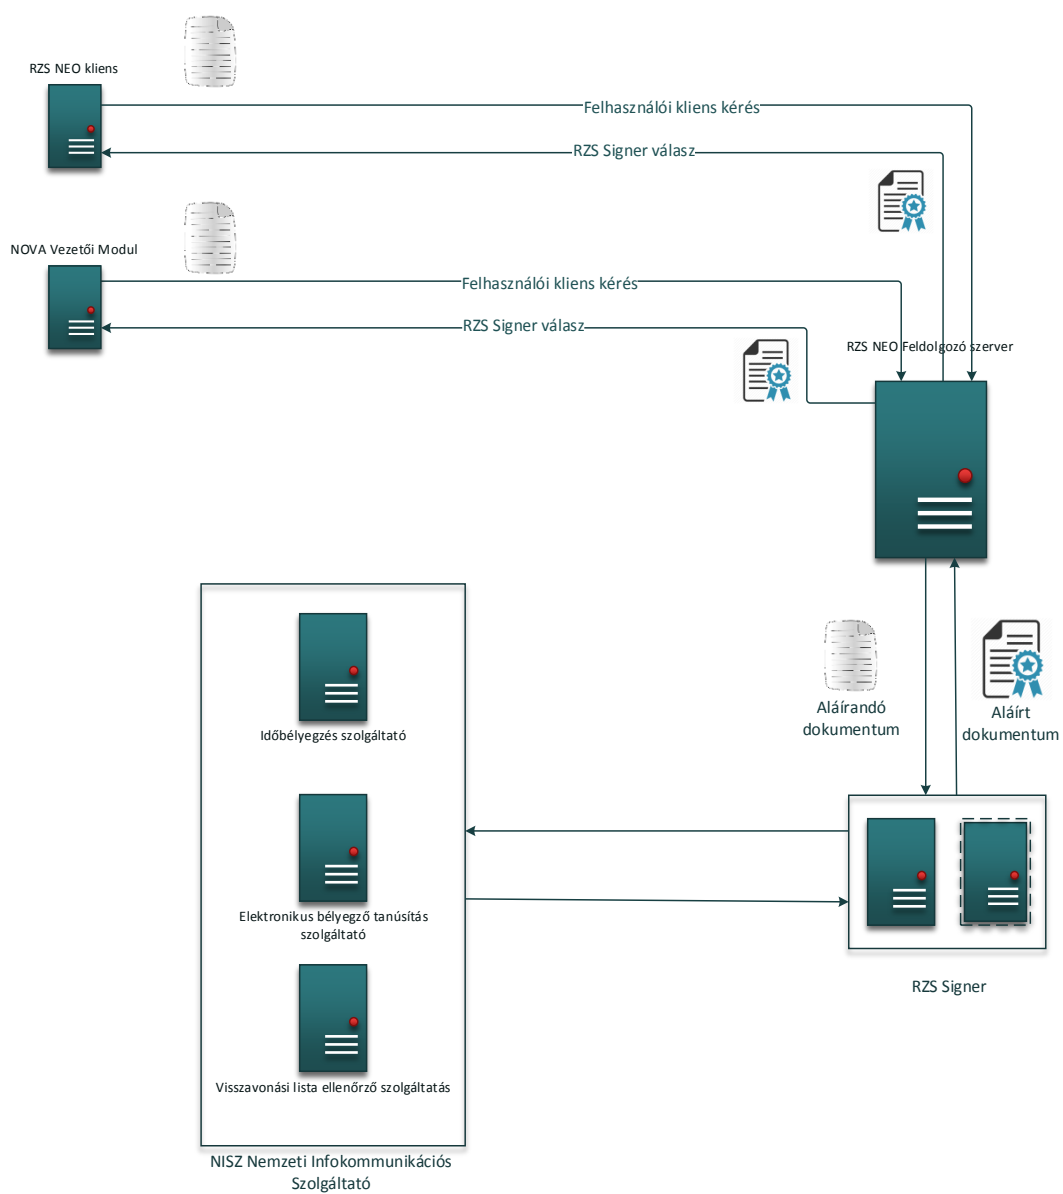 RZS NEO kliens
Felhasználói kliens kérés
RZS Signer válasz
NOVA Vezetői Modul
Felhasználói kliens kérés
RZS Signer válasz
RZS NEO Feldolgozó szerver
Időbélyegzés szolgáltató
Aláírandó
dokumentum
Aláírt
dokumentum
Elektronikus bélyegző tanúsítás
szolgáltató
RZS Signer
Visszavonási lista ellenőrző szolgáltatás
NISZ Nemzeti Infokommunikációs
Szolgáltató